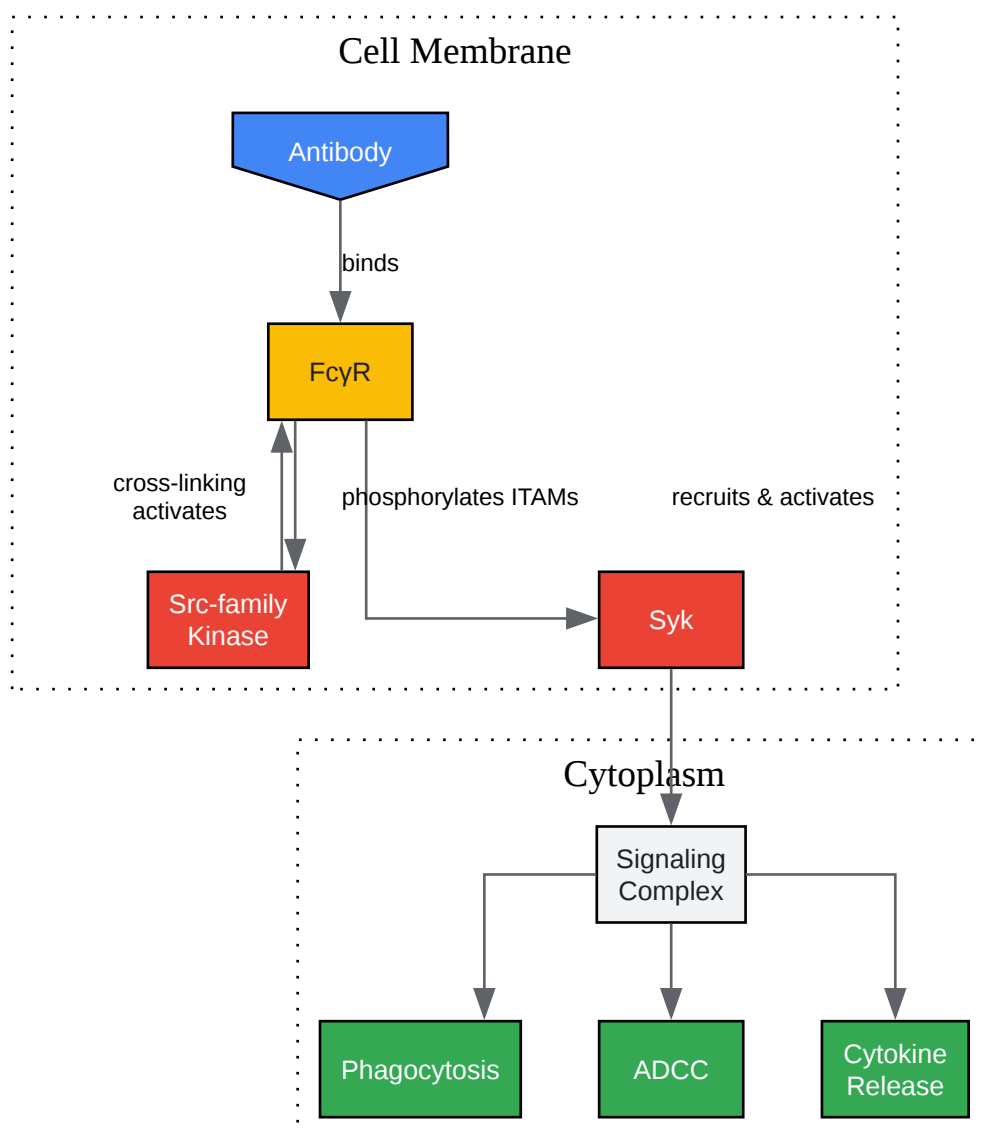 Cell Membrane
Antibody
binds
FcγR
cross-linking
activates
phosphorylates ITAMs
recruits & activates
Src-family
Kinase
Syk
Cytoplasm
Signaling
Complex
Phagocytosis
ADCC
Cytokine
Release